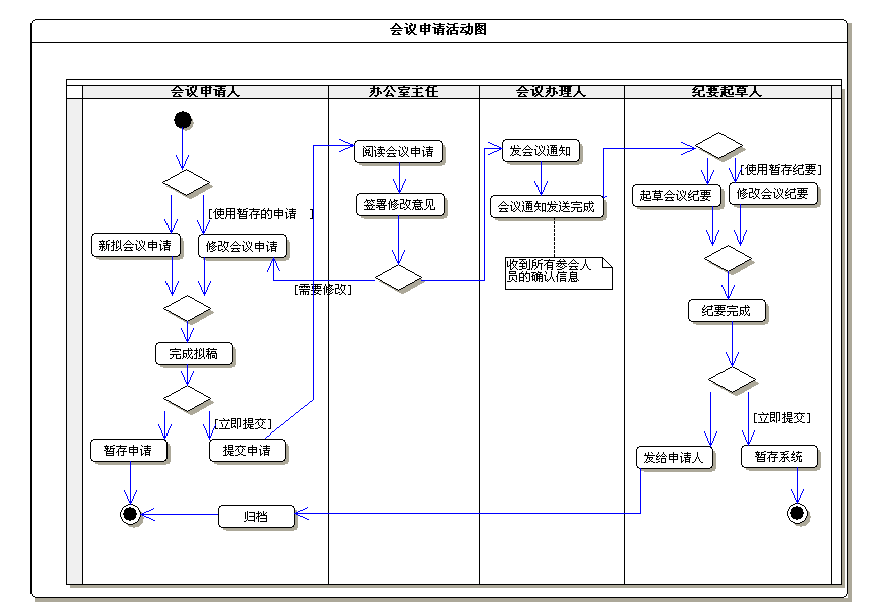 会议申请活动图
会议申请人
办公室主任
会议办理人
纪要起草人
阅读会议申请
发会议通知
[使用暂存纪要]
起草会议纪要
修改会议纪要
签署修改意见
会议通知发送完成
[使用暂存的申请 ]
新拟会议申请
修改会议申请
收到所有参会人
员的确认信息
[需要修改]
纪要完成
完成拟稿
[立即提交]
[立即提交]
暂存申请
提交申请
发给申请人
暂存系统
归档